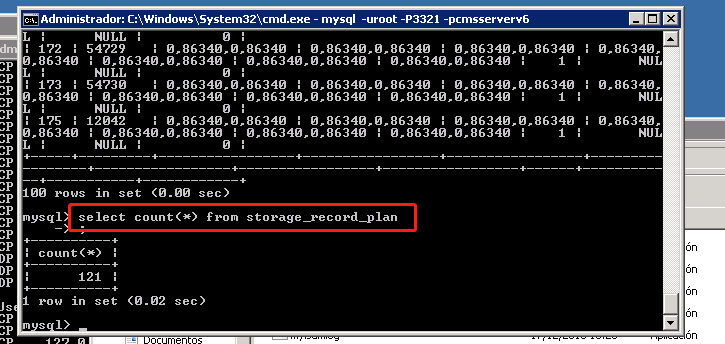 Administrador: C:\Windows\System32\cmd.exe - mysql -uroot -P3321 -pcmsserverv6
L | NULL | 0 |
| 172 | 54729 | 0,86340,0,86340 | 0,86340,0,86340 | 0,86340,0,86340 | 0,86340,
0,86340 | 0,86340,0,86340 | 0,86340,0,86340 | 0,86340,0,86340 | 1 | NUL
L | NULL | 0 |
| 173 | 54730 | 0,86340,0,86340 | 0,86340,0,86340 | 0,86340,0,86340 | 0,86340,
0,86340 | 0,86340,0,86340 | 0,86340,0,86340 | 0,86340,0,86340 | 1 | NUL
L | NULL | 0 |
| 175 | 12042 | 0,86340,0,86340 | 0,86340,0,86340 | 0,86340,0,86340 | 0,86340,
0,86340 | 0,86340,0,86340 | 0,86340,0,86340 | 0,86340,0,86340 | 1 | NUL
L | NULL | 0 |
100 rows in set (0.00 sec)
mysql> select count(*) from storage_record_plan
-> ;
| count(*) |
| 121 |
1 row in set (0.02 sec)
mysql> _
Documentos